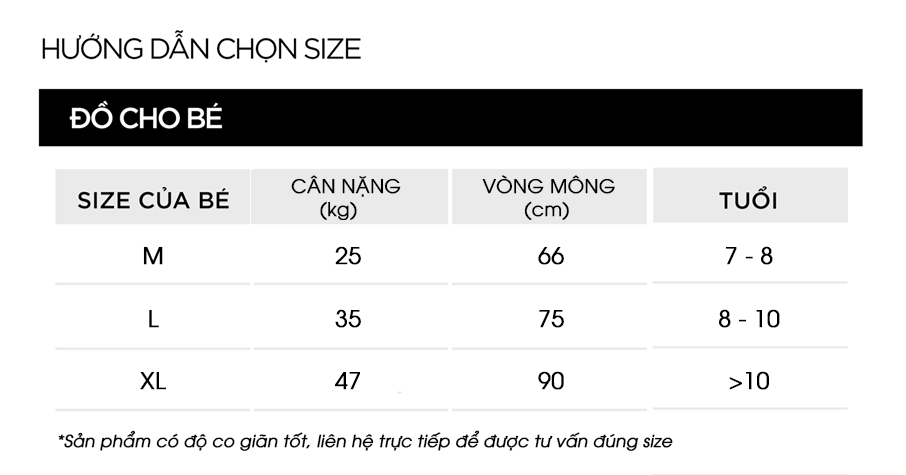 HƯỚNG DẪN CHỌN SIZE
ĐỒ CHO BÉ
SIZE CỦA BÉ CÂN NẶNG (kg) VÒNG MÔNG (cm) TUỔI
M 25 66 7 - 8
L 35 75 8 - 10
XL 47 90 >10
*Sản phẩm có độ co giãn tốt, liên hệ trực tiếp để được tư vấn đúng size